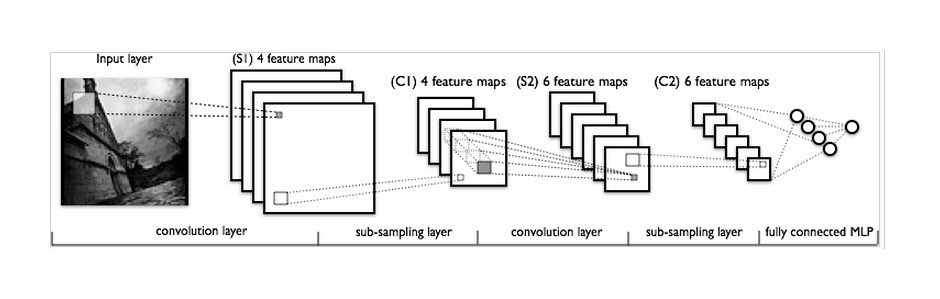 Input layer
(S1) 4 feature maps
(C1) 4 feature maps
(S2) 6 feature maps
(C2) 6 feature maps
convolution layer
sub-sampling layer
convolution layer
sub-sampling layer
fully connected MLP